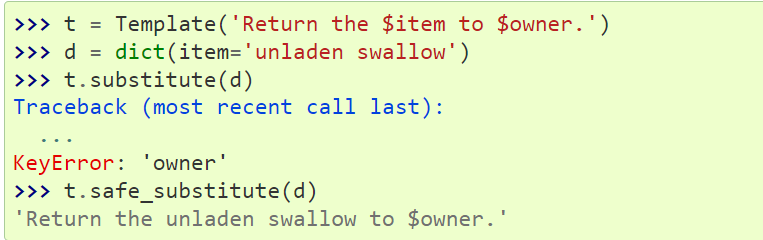 >>> t = Template('Return the $item to $owner.')
>>> d = dict(item='unladen swallow')
>>> t.substitute(d)
Traceback (most recent call last):
  ...
KeyError: 'owner'
>>> t.safe_substitute(d)
'Return the unladen swallow to $owner.'